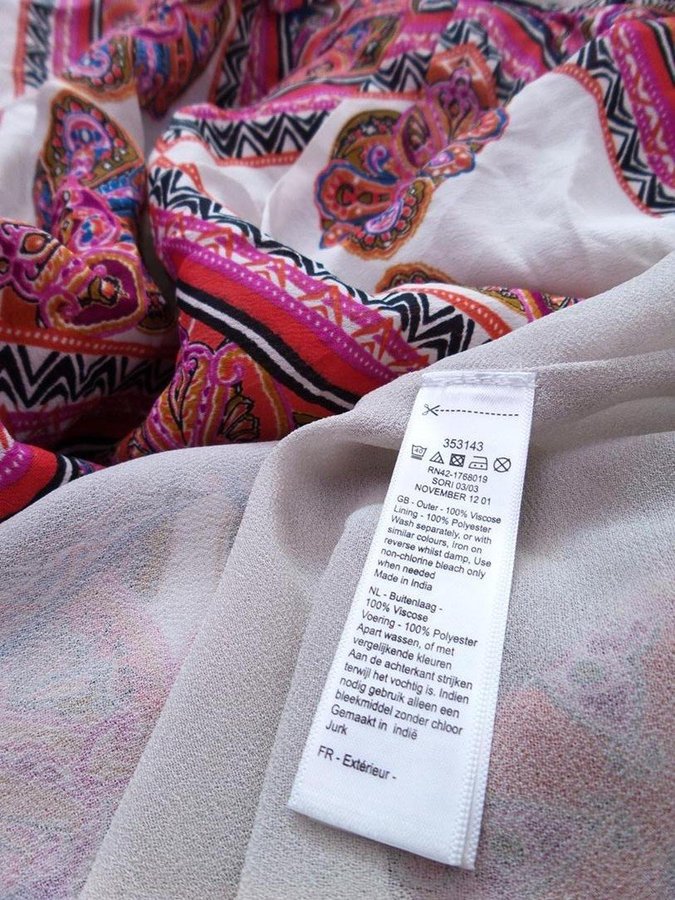 353143
40
RN42-1768019
SORI 03/03
NOVEMBER 12 01
GB - Outer - 100% Viscose
Lining - 100% Polyester
Wash separately, or with
similar colours, Iron on
reverse whilst damp, Use
non-chlorine bleach only
when needed
Made in India
NL - Buitenlaag -
100% Viscose
Voering - 100% Polyester
Apart wassen, of met
vergelijkende kleuren
Aan de achterkant strijken
terwijl het vochtig is. Indien
nodig gebruik alleen een
bleekmiddel zonder chloor
Gemaakt in indië
Jurk
FR - Extérieur -